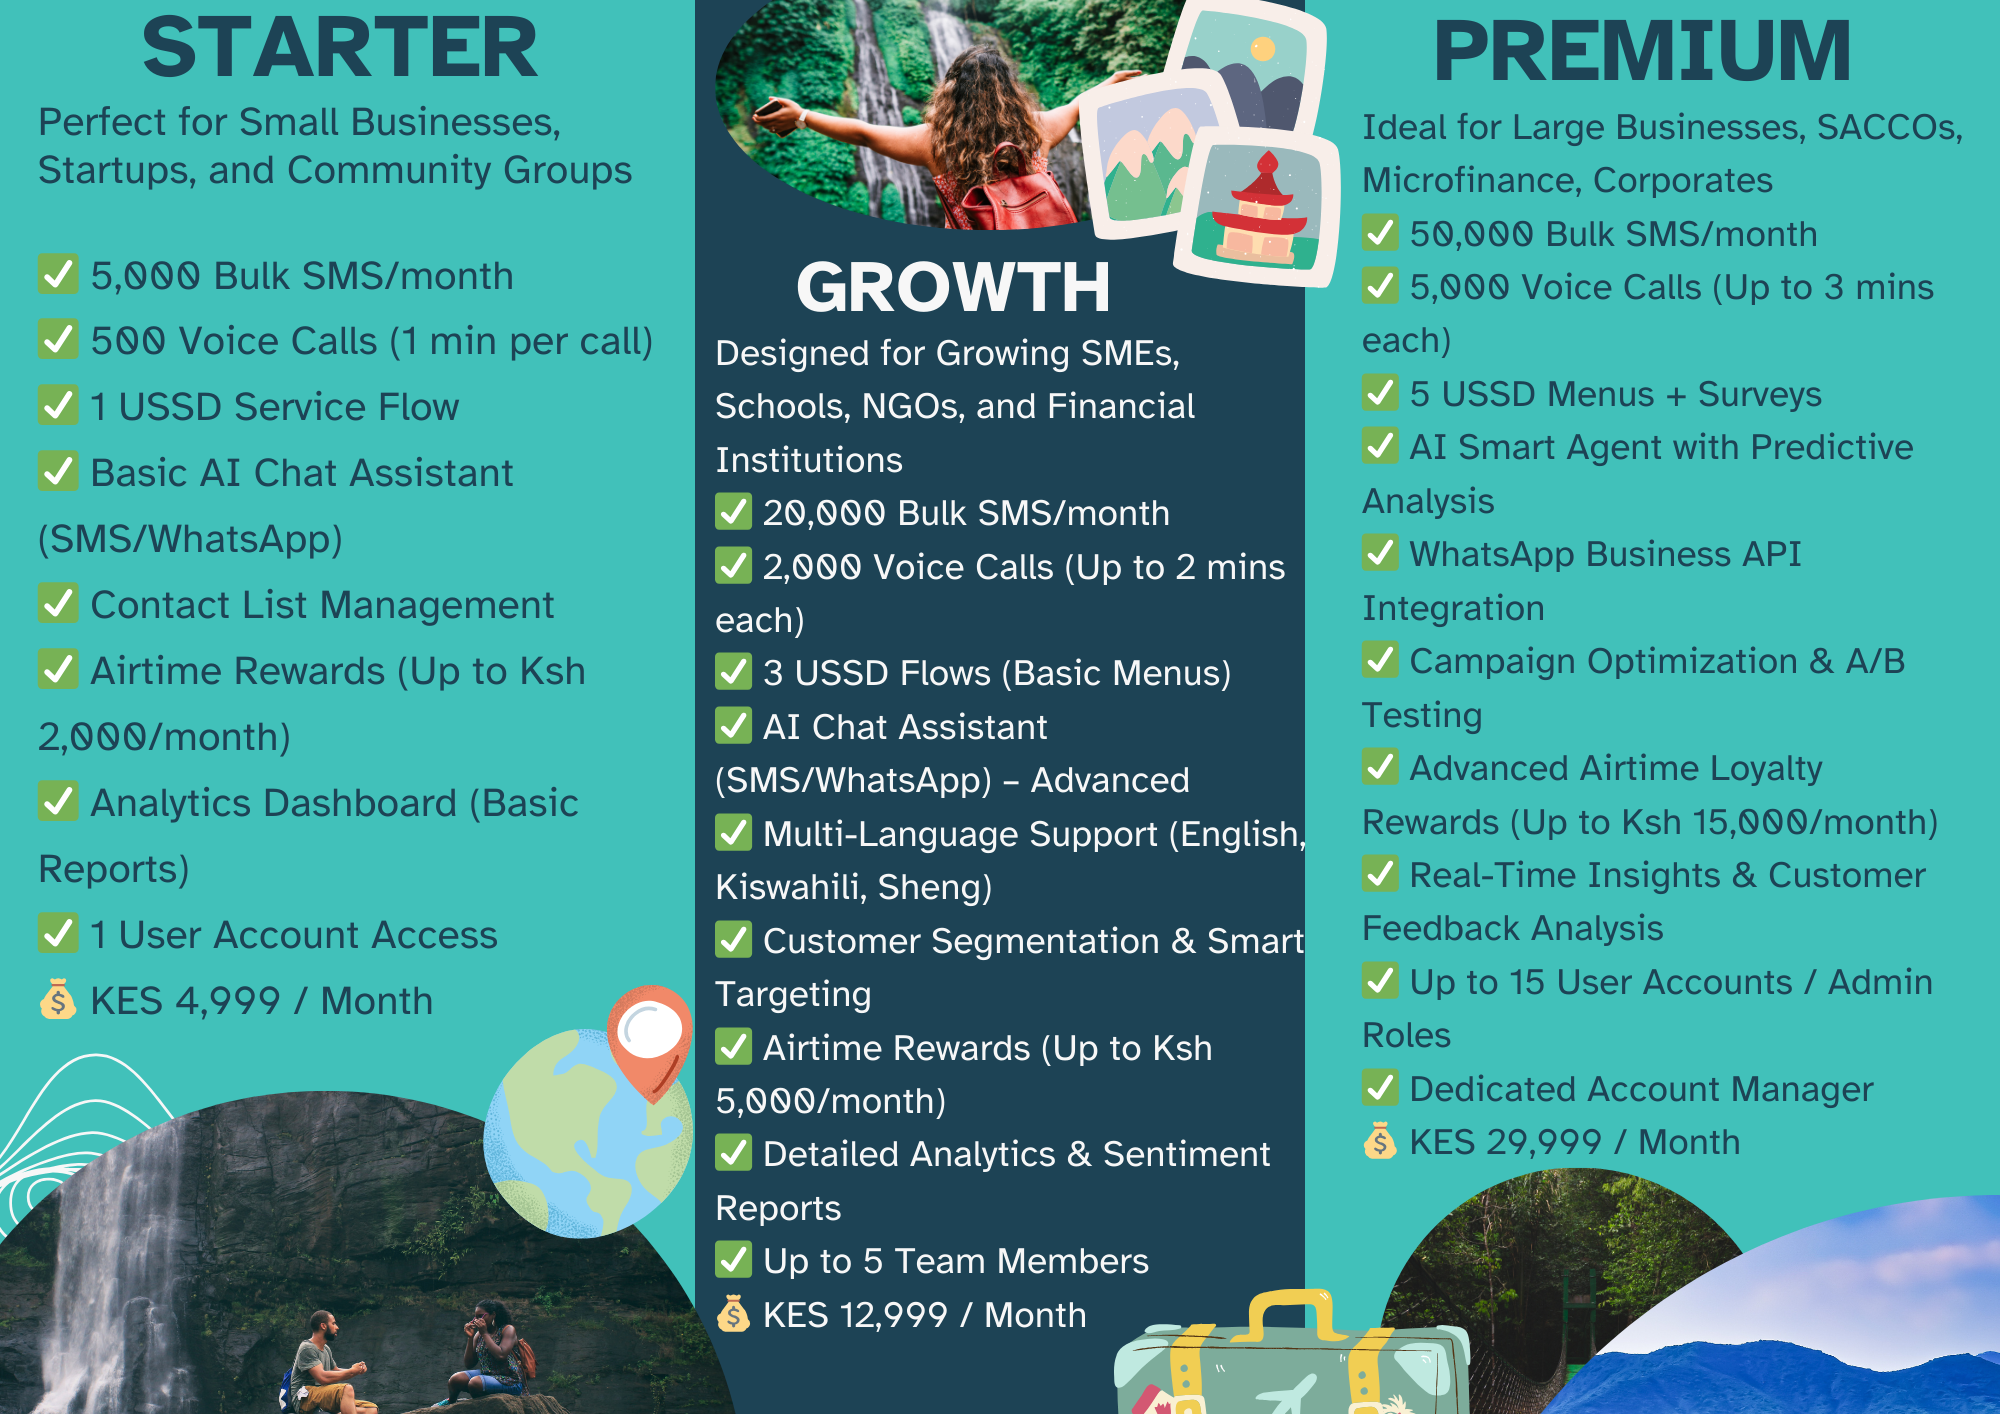 STARTER
Perfect for Small Businesses,
Startups, and Community Groups
✅ 5,000 Bulk SMS/month
✅ 500 Voice Calls (1 min per call)
✅ 1 USSD Service Flow
✅ Basic AI Chat Assistant
(SMS/WhatsApp)
✅ Contact List Management
✅ Airtime Rewards (Up to Ksh
2,000/month)
✅ Analytics Dashboard (Basic
Reports)
✅ 1 User Account Access
💰 KES 4,999 / Month
GROWTH
Designed for Growing SMEs,
Schools, NGOs, and Financial
Institutions
✅ 20,000 Bulk SMS/month
✅ 2,000 Voice Calls (Up to 2 mins
each)
✅ 3 USSD Flows (Basic Menus)
✅ AI Chat Assistant
(SMS/WhatsApp) – Advanced
✅ Multi-Language Support (English,
Kiswahili, Sheng)
✅ Customer Segmentation & Smart
Targeting
✅ Airtime Rewards (Up to Ksh
5,000/month)
✅ Detailed Analytics & Sentiment
Reports
✅ Up to 5 Team Members
💰 KES 12,999 / Month
PREMIUM
Ideal for Large Businesses, SACCOs,
Microfinance, Corporates
✅ 50,000 Bulk SMS/month
✅ 5,000 Voice Calls (Up to 3 mins
each)
✅ 5 USSD Menus + Surveys
✅ AI Smart Agent with Predictive
Analysis
✅ WhatsApp Business API
Integration
✅ Campaign Optimization & A/B
Testing
✅ Advanced Airtime Loyalty
Rewards (Up to Ksh 15,000/month)
✅ Real-Time Insights & Customer
Feedback Analysis
✅ Up to 15 User Accounts / Admin
Roles
✅ Dedicated Account Manager
💰 KES 29,999 / Month